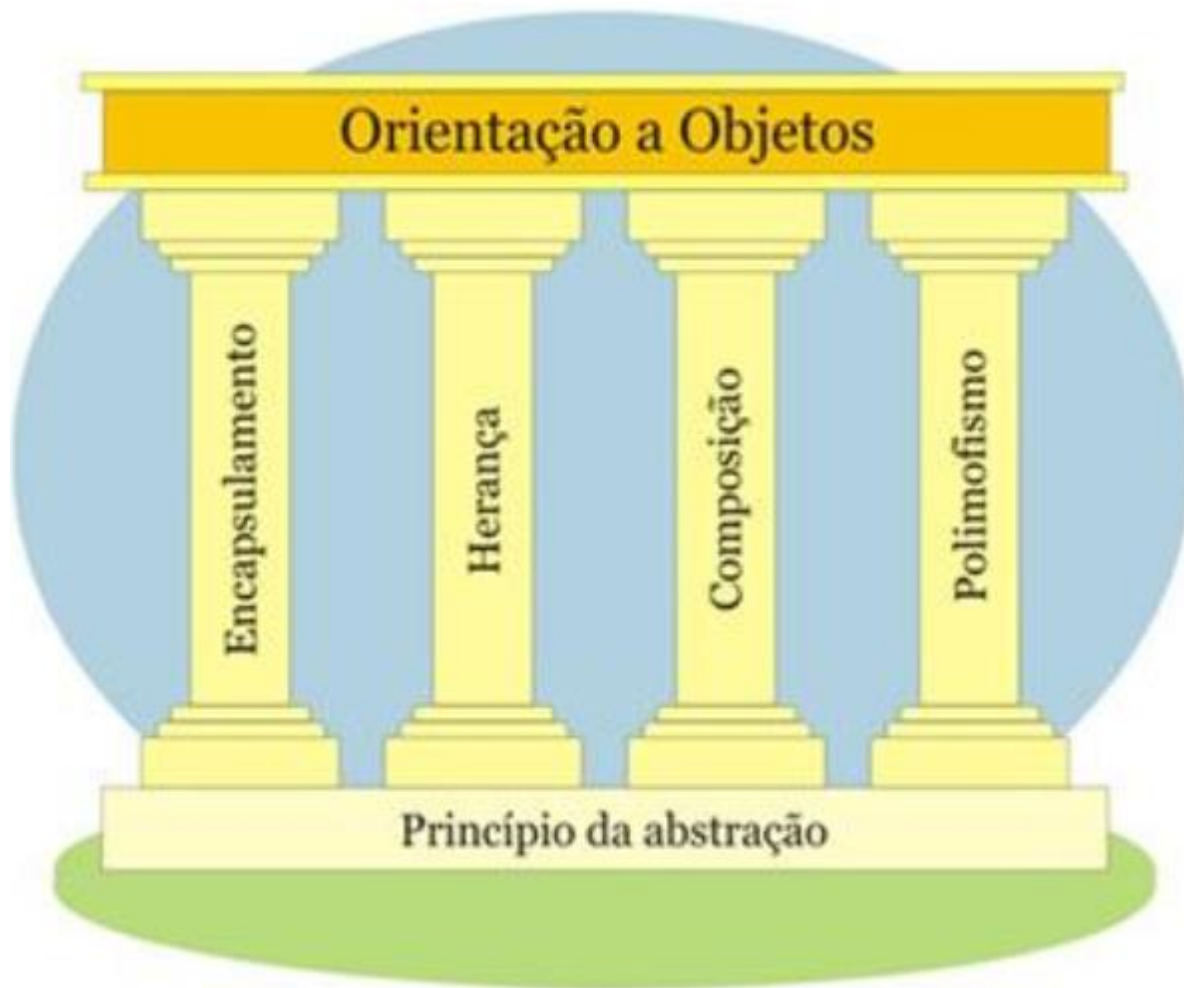 Orientação a Objetos
Encapsulamento
Herança
Composição
Polimofismo
Princípio da abstração